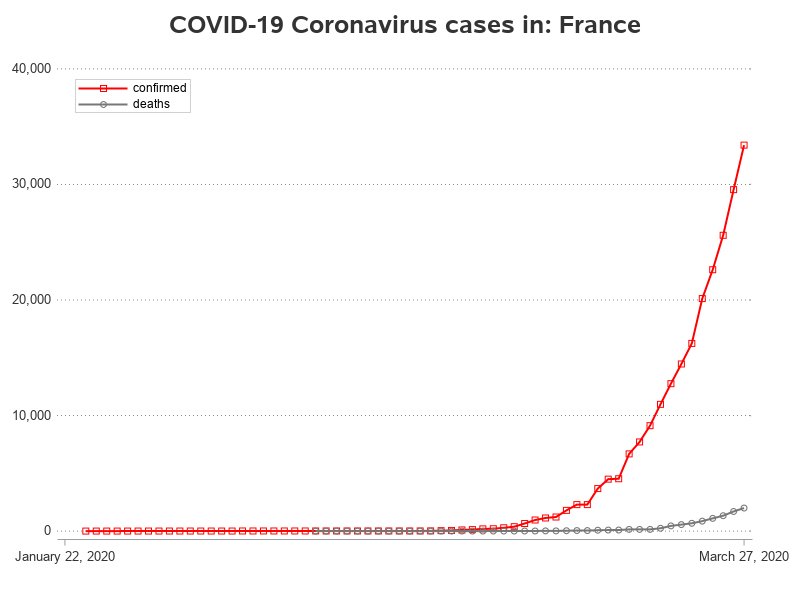 COVID-19 Coronavirus cases in: France
40,000
confirmed
deaths
30,000
20,000
10,000
0
January 22, 2020
March 27, 2020